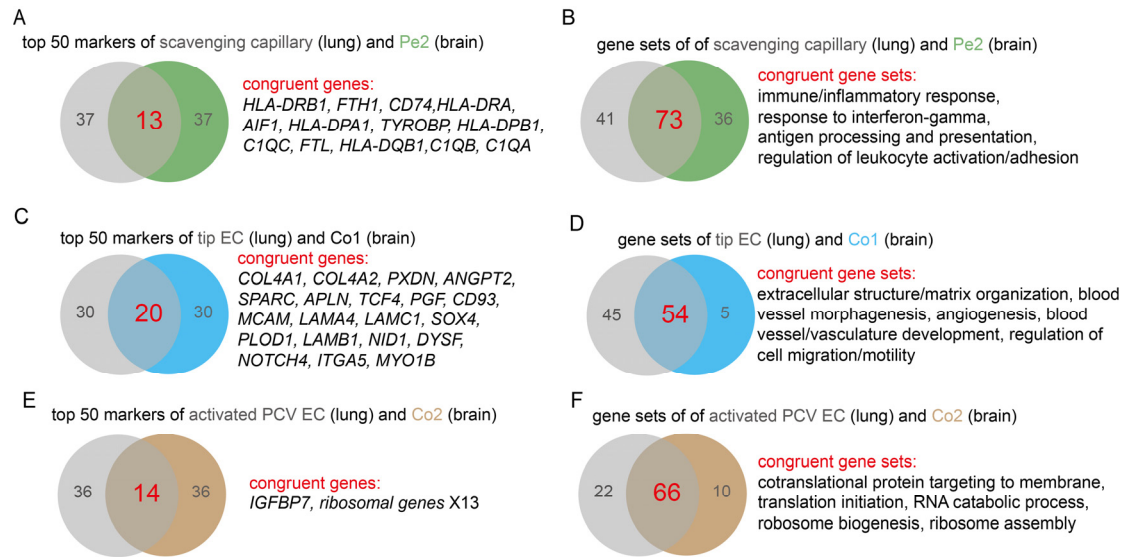 A
top 50 markers of scavenging capillary (lung) and Pe2 (brain)
37
13
37
congruent genes:
HLA-DRB1, FTH1, CD74,HLA-DRA,
AIF1, HLA-DPA1, TYROBP, HLA-DPB1,
C1QC, FTL, HLA-DQB1,C1QB, C1QA
B
gene sets of of scavenging capillary (lung) and Pe2 (brain)
41
73
36
congruent gene sets:
immune/inflammatory response,
response to interferon-gamma,
antigen processing and presentation,
regulation of leukocyte activation/adhesion
C
top 50 markers of tip EC (lung) and Co1 (brain)
30
20
30
congruent genes:
COL4A1, COL4A2, PXDN, ANGPT2,
SPARC, APLN, TCF4, PGF, CD93,
MCAM, LAMA4, LAMC1, SOX4,
PLOD1, LAMB1, NID1, DYSF,
NOTCH4, ITGA5, MYO1B
D
gene sets of tip EC (lung) and Co1 (brain)
45
54
5
congruent gene sets:
extracellular structure/matrix organization, blood
vessel morphagenesis, angiogenesis, blood
vessel/vasculature development, regulation of
cell migration/motility
E
top 50 markers of activated PCV EC (lung) and Co2 (brain)
36
14
36
congruent genes:
IGFBP7, ribosomal genes X13
F
gene sets of of activated PCV EC (lung) and Co2 (brain)
22
66
10
congruent gene sets:
cotranslational protein targeting to membrane,
translation initiation, RNA catabolic process,
robosome biogenesis, ribosome assembly